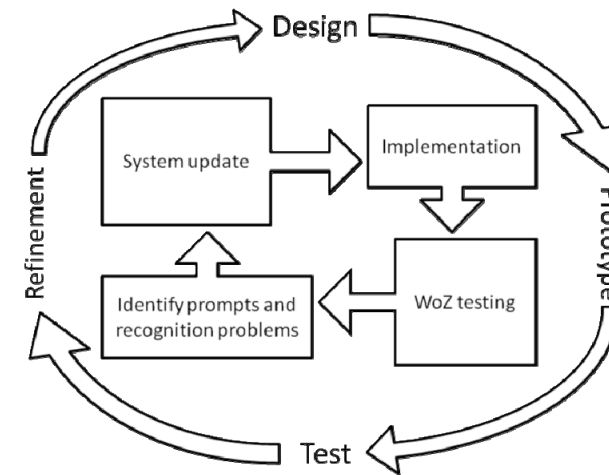 Design
System update
Implementation
Refinement
Prototype
Identify prompts and
recognition problems
WoZ testing
Test